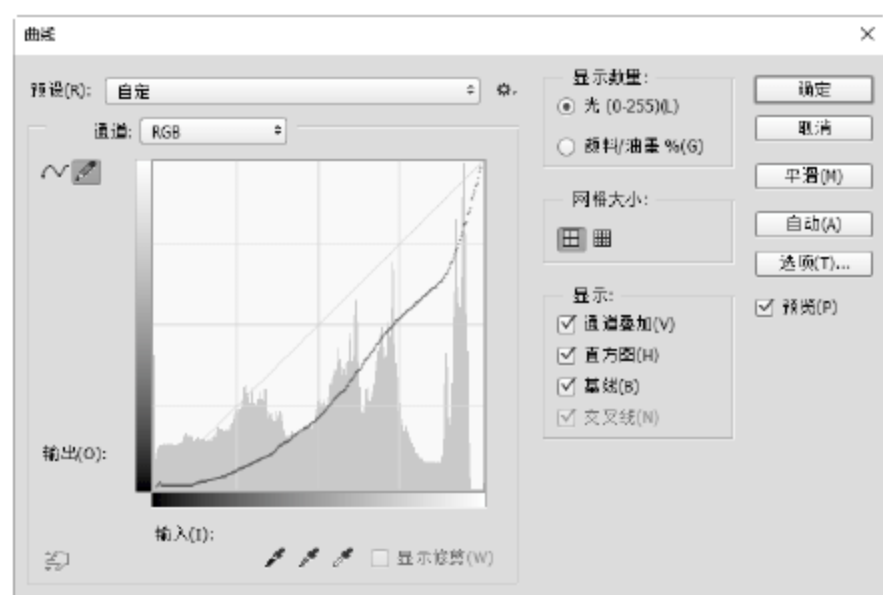 曲线
预设(R): 自定
通道: RGB
输出(O):
输入(I):
显示修剪(W)
显示数量:
光 (0-255)(L)
颜料/油墨 %(G)
网格大小:
显示:
通道叠加(V)
直方图(H)
基线(B)
交叉线(N)
确定
取消
平滑(M)
自动(A)
选项(T)...
预览(P)